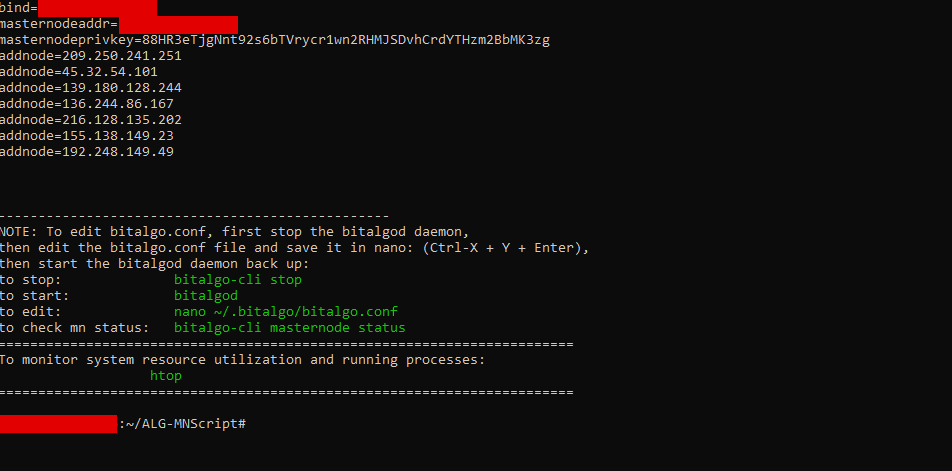 bind=
masternodeaddr=
masternodeprivkey=88HR3eTjgNnt92s6bTVrycr1wn2RHMJSDvhCrdYTHzm2BbMK3zg
addnode=209.250.241.251
addnode=45.32.54.101
addnode=139.180.128.244
addnode=136.244.86.167
addnode=216.128.135.202
addnode=155.138.149.23
addnode=192.248.149.49
-------------------------------------------------
NOTE: To edit bitalgo.conf, first stop the bitalgod daemon,
then edit the bitalgo.conf file and save it in nano: (Ctrl-X + Y + Enter),
then start the bitalgod daemon back up:
to stop: bitalgo-cli stop
to start: bitalgod
to edit: nano ~/.bitalgo/bitalgo.conf
to check mn status: bitalgo-cli masternode status
========================================================================
To monitor system resource utilization and running processes:
htop
========================================================================
:~/ALG-MNScript#